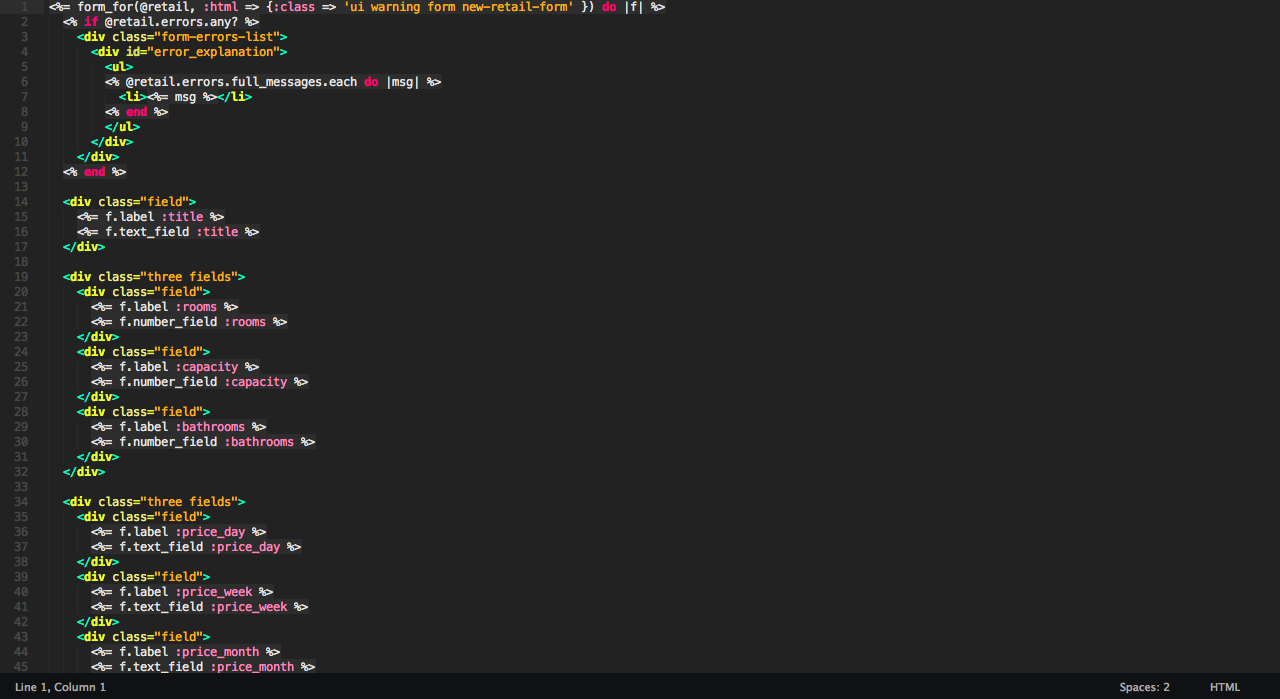 1 <%= form_for(@retail, :html => {:class => 'ui warning form new-retail-form' }) do |f| %>
2   <% if @retail.errors.any? %>
3     <div class="form-errors-list">
4       <div id="error_explanation">
5         <ul>
6         <% @retail.errors.full_messages.each do |msg| %>
7           <li><%= msg %></li>
8         <% end %>
9         </ul>
10       </div>
11     </div>
12   <% end %>
13
14   <div class="field">
15     <%= f.label :title %>
16     <%= f.text_field :title %>
17   </div>
18
19   <div class="three fields">
20     <div class="field">
21       <%= f.label :rooms %>
22       <%= f.number_field :rooms %>
23     </div>
24     <div class="field">
25       <%= f.label :capacity %>
26       <%= f.number_field :capacity %>
27     </div>
28     <div class="field">
29       <%= f.label :bathrooms %>
30       <%= f.number_field :bathrooms %>
31     </div>
32   </div>
33
34   <div class="three fields">
35     <div class="field">
36       <%= f.label :price_day %>
37       <%= f.text_field :price_day %>
38     </div>
39     <div class="field">
40       <%= f.label :price_week %>
41       <%= f.text_field :price_week %>
42     </div>
43     <div class="field">
44       <%= f.label :price_month %>
45       <%= f.text_field :price_month %>
Line 1, Column 1 Spaces: 2 HTML